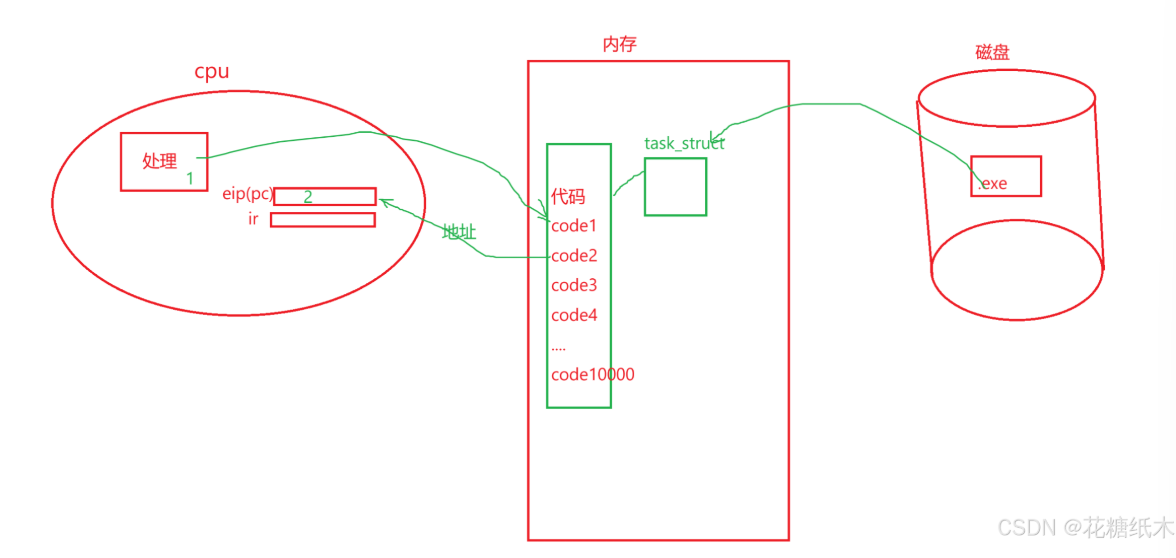 cpu
处理
1
eip(pc)
2
ir
地址
内存
代码
code1
code2
code3
code4
....
code10000
task_struct
磁盘
.exe
CSDN @花糖纸木